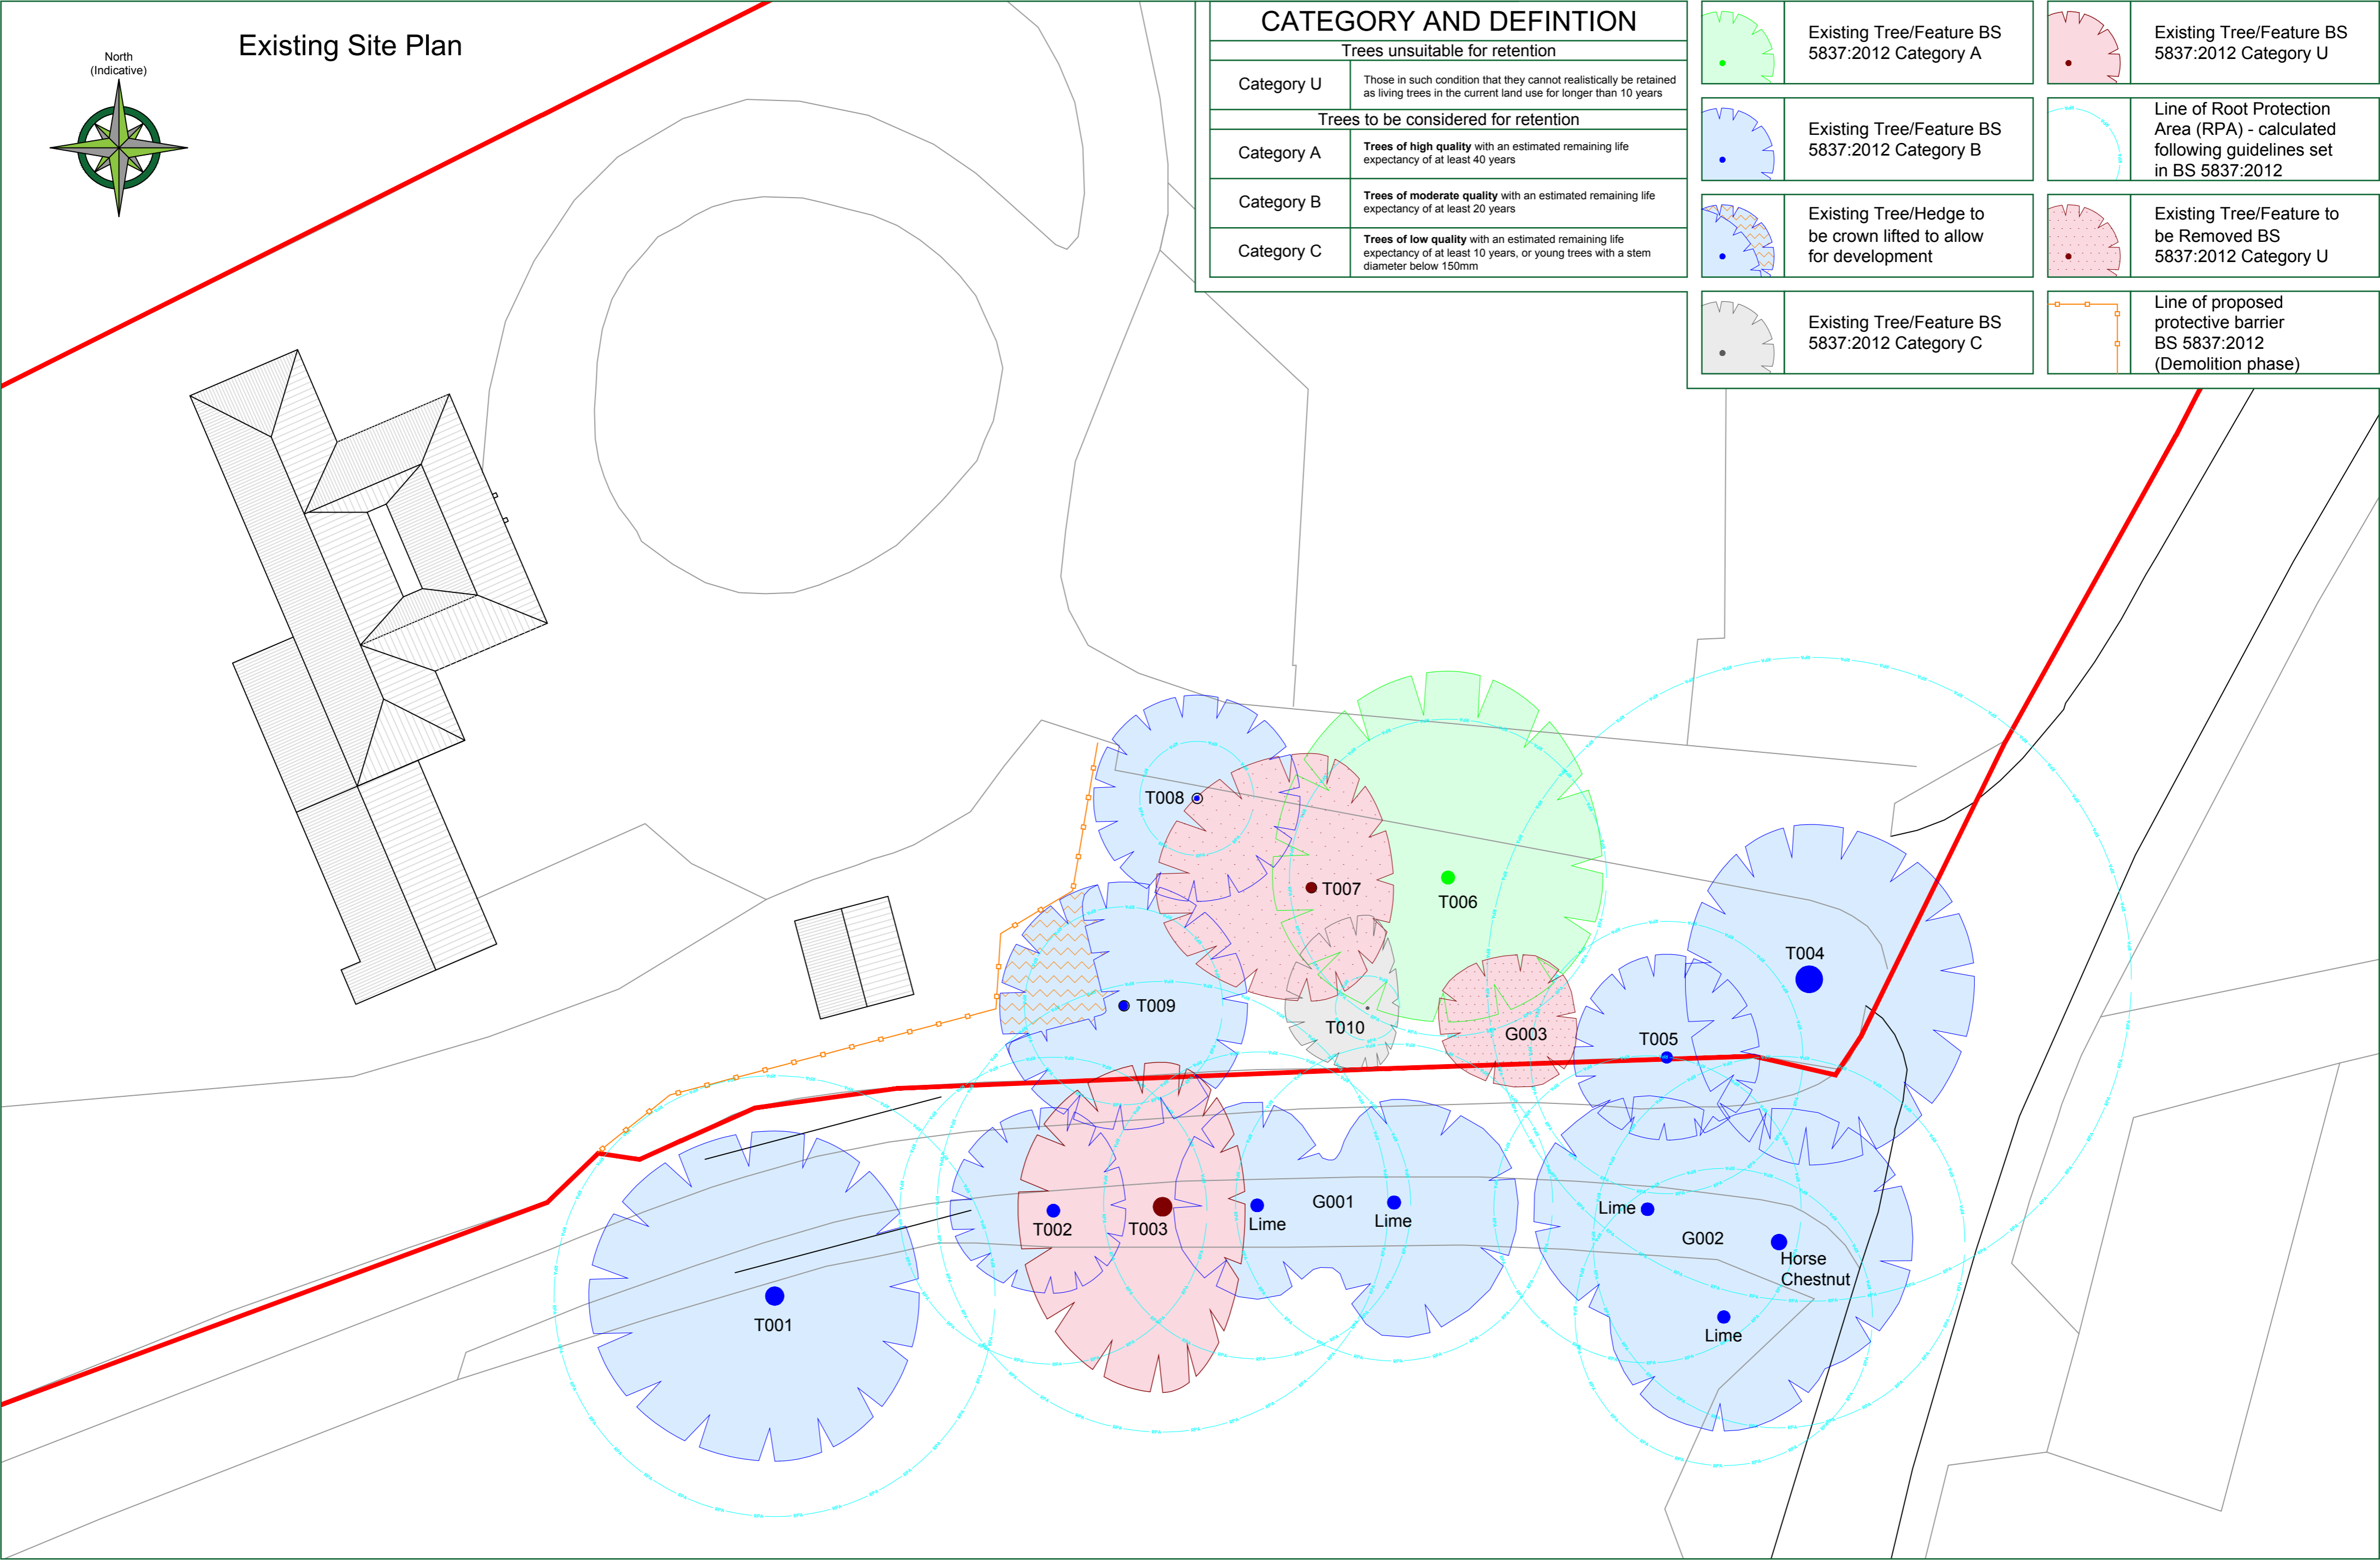 Existing Site Plan
North
(Indicative)
CATEGORY AND DEFINTION
Trees unsuitable for retention
Category U
Those in such condition that they cannot realistically be retained
as living trees in the current land use for longer than 10 years
Trees to be considered for retention
Category A
Trees of high quality with an estimated remaining life
expectancy of at least 40 years
Category B
Trees of moderate quality with an estimated remaining life
expectancy of at least 20 years
Category C
Trees of low quality with an estimated remaining life
expectancy of at least 10 years, or young trees with a stem
diameter below 150mm
Existing Tree/Feature BS
5837:2012 Category A
Existing Tree/Feature BS
5837:2012 Category U
Existing Tree/Feature BS
5837:2012 Category B
Line of Root Protection
Area (RPA) - calculated
following guidelines set
in BS 5837:2012
Existing Tree/Hedge to
be crown lifted to allow
for development
Existing Tree/Feature to
be Removed BS
5837:2012 Category U
Existing Tree/Feature BS
5837:2012 Category C
Line of proposed
protective barrier
BS 5837:2012
(Demolition phase)
T008
T007
T006
T004
T009
T010
G003
T005
T002
T003
Lime
G001
Lime
Lime
G002
Horse
Chestnut
T001
Lime